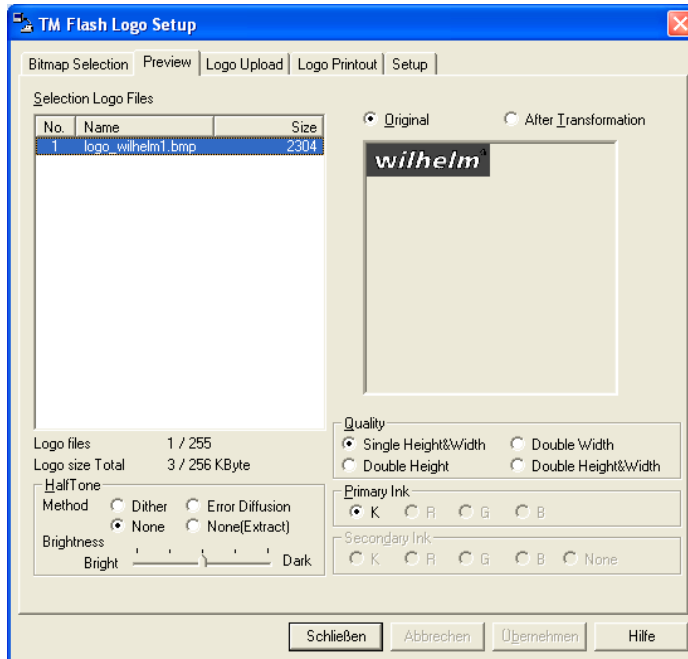 TM Flash Logo Setup
Bitmap Selection Preview Logo Upload Logo Printout Setup
Selection Logo Files
No. Name Size
1 logo_wilhelm1.bmp 2304
Original After Transformation
wilhelm
Logo files 1 / 255
Logo size Total 3 / 256 KByte
HalfTone
Method Dither Error Diffusion
None None(Extract)
Brightness
Bright Dark
Quality
Single Height&Width Double Width
Double Height Double Height&Width
Primary Ink
K R G B
Secondary Ink
K R G B None
Schließen Abbrechen Übernehmen Hilfe